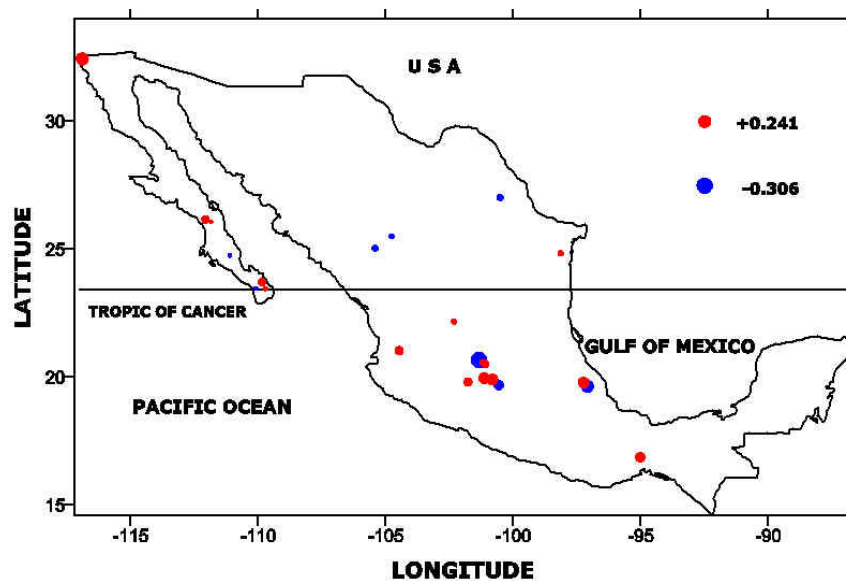 U S A
+0.241
-0.306
30
25
20
15
LATITUDE
TROPIC OF CANCER
GULF OF MEXICO
PACIFIC OCEAN
-115
-110
-105
-100
-95
-90
LONGITUDE